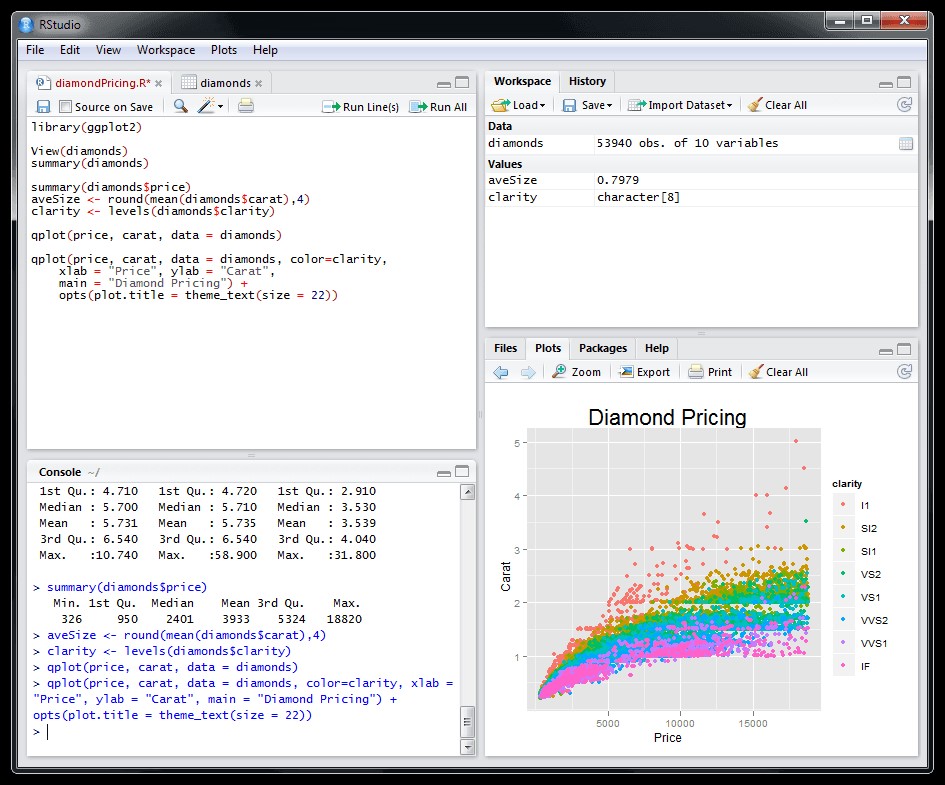 RStudio
File Edit View Workspace Plots Help
diamondPricing.R* diamonds
Source on Save Run Line(s) Run All
library(ggplot2)
View(diamonds)
summary(diamonds)
summary(diamonds$price)
aveSize <- round(mean(diamonds$carat),4)
clarity <- levels(diamonds$clarity)
qplot(price, carat, data = diamonds)
qplot(price, carat, data = diamonds, color=clarity,
xlab = "Price", ylab = "Carat",
main = "Diamond Pricing") +
opts(plot.title = theme_text(size = 22))
Console ~/
1st Qu.: 4.710 1st Qu.: 4.720 1st Qu.: 2.910
Median : 5.700 Median : 5.710 Median : 3.530
Mean : 5.731 Mean : 5.735 Mean : 3.539
3rd Qu.: 6.540 3rd Qu.: 6.540 3rd Qu.: 4.040
Max. :10.740 Max. :58.900 Max. :31.800
> summary(diamonds$price)
Min. 1st Qu. Median Mean 3rd Qu. Max.
326 950 2401 3933 5324 18820
> aveSize <- round(mean(diamonds$carat),4)
> clarity <- levels(diamonds$clarity)
> qplot(price, carat, data = diamonds)
> qplot(price, carat, data = diamonds, color=clarity, xlab =
"Price", ylab = "Carat", main = "Diamond Pricing") +
opts(plot.title = theme_text(size = 22))
>
Workspace History
Load Save Import Dataset Clear All
Data
diamonds 53940 obs. of 10 variables
Values
aveSize 0.7979
clarity character[8]
Files Plots Packages Help
Zoom Export Print Clear All
Diamond Pricing
5
4
3
2
1
Carat
5000 10000 15000
Price
clarity
I1
SI2
SI1
VS2
VS1
VVS2
VVS1
IF